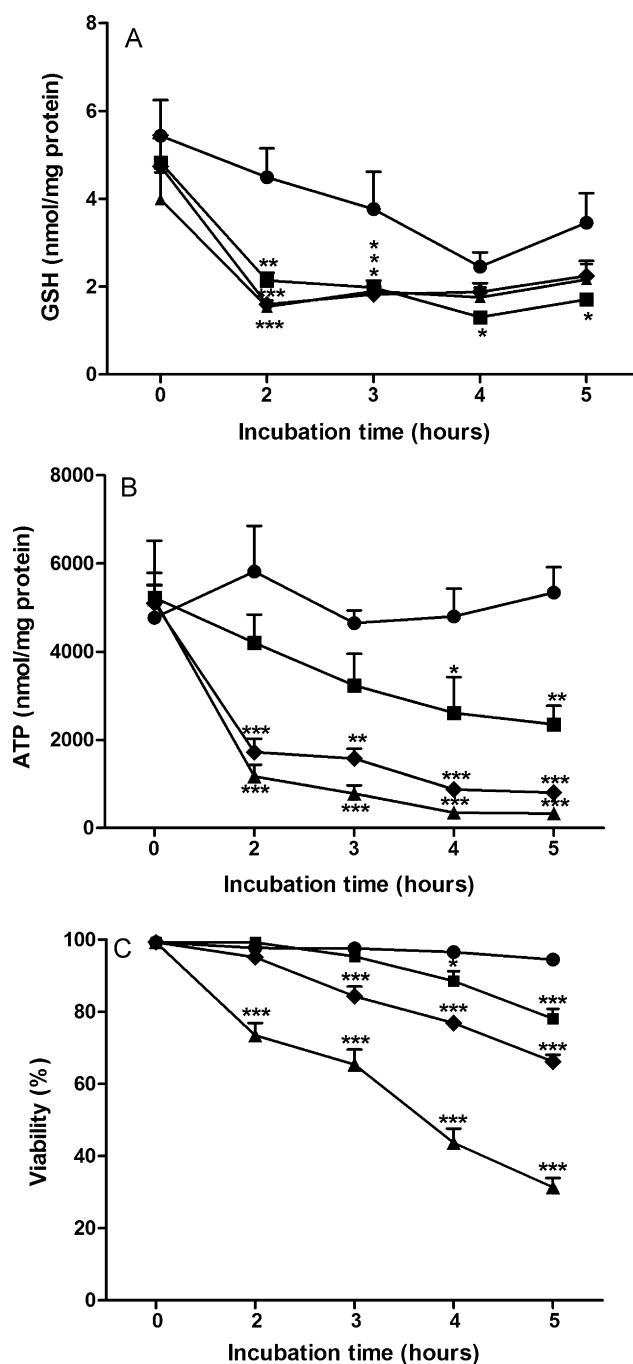 A
8
6
4
2
0
GSH (nmol/mg protein)
**
***
***
*
*
*
*
*
0 2 3 4 5
Incubation time (hours)
B
8000
6000
4000
2000
0
ATP (nmol/mg protein)
*
**
*** ** *** ***
*** *** *** ***
0 2 3 4 5
Incubation time (hours)
C
100
80
60
40
20
0
Viability (%)
* ***
*** *** ***
*** *** *** ***
0 2 3 4 5
Incubation time (hours)